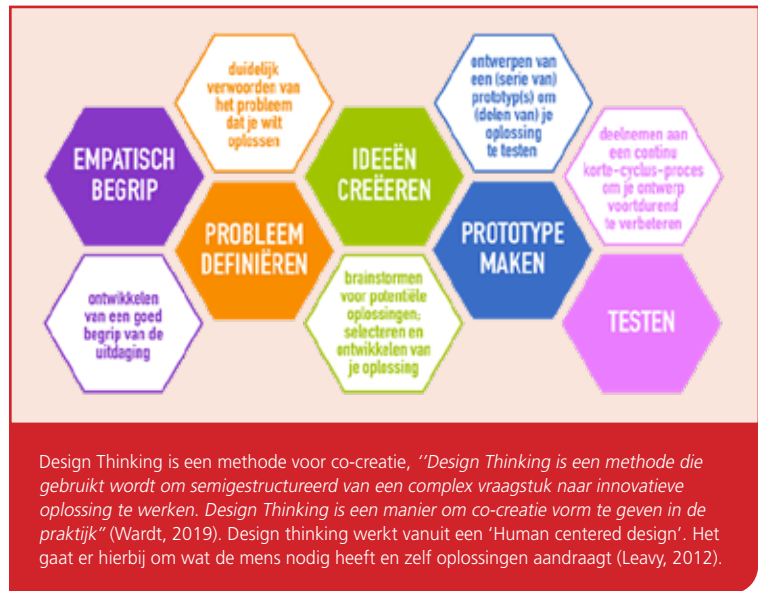 EMPATISCH
BEGRIP
ontwikkelen
van een goed
begrip van de
uitdaging
duidelijk
verwoorden van
het probleem
dat je wilt
oplossen
PROBLEEM
DEFINIËREN
IDEEËN
CREËEREN
brainstormen
voor potentiële
oplossingen;
selecteren en
ontwikkelen van
je oplossing
ontwerpen van
een (serie van)
prototyp(s) om
(delen van) je
oplossing
te testen
PROTOTYPE
MAKEN
deelnemen aan
een continu
korte-cyclus-proces
om je ontwerp
voortdurend
te verbeteren
TESTEN
Design Thinking is een methode voor co-creatie, ‘‘Design Thinking is een methode die
gebruikt wordt om semigestructureerd van een complex vraagstuk naar innovatieve
oplossing te werken. Design Thinking is een manier om co-creatie vorm te geven in de
praktijk” (Wardt, 2019). Design thinking werkt vanuit een ‘Human centered design’. Het
gaat er hierbij om wat de mens nodig heeft en zelf oplossingen aandraagt (Leavy, 2012).